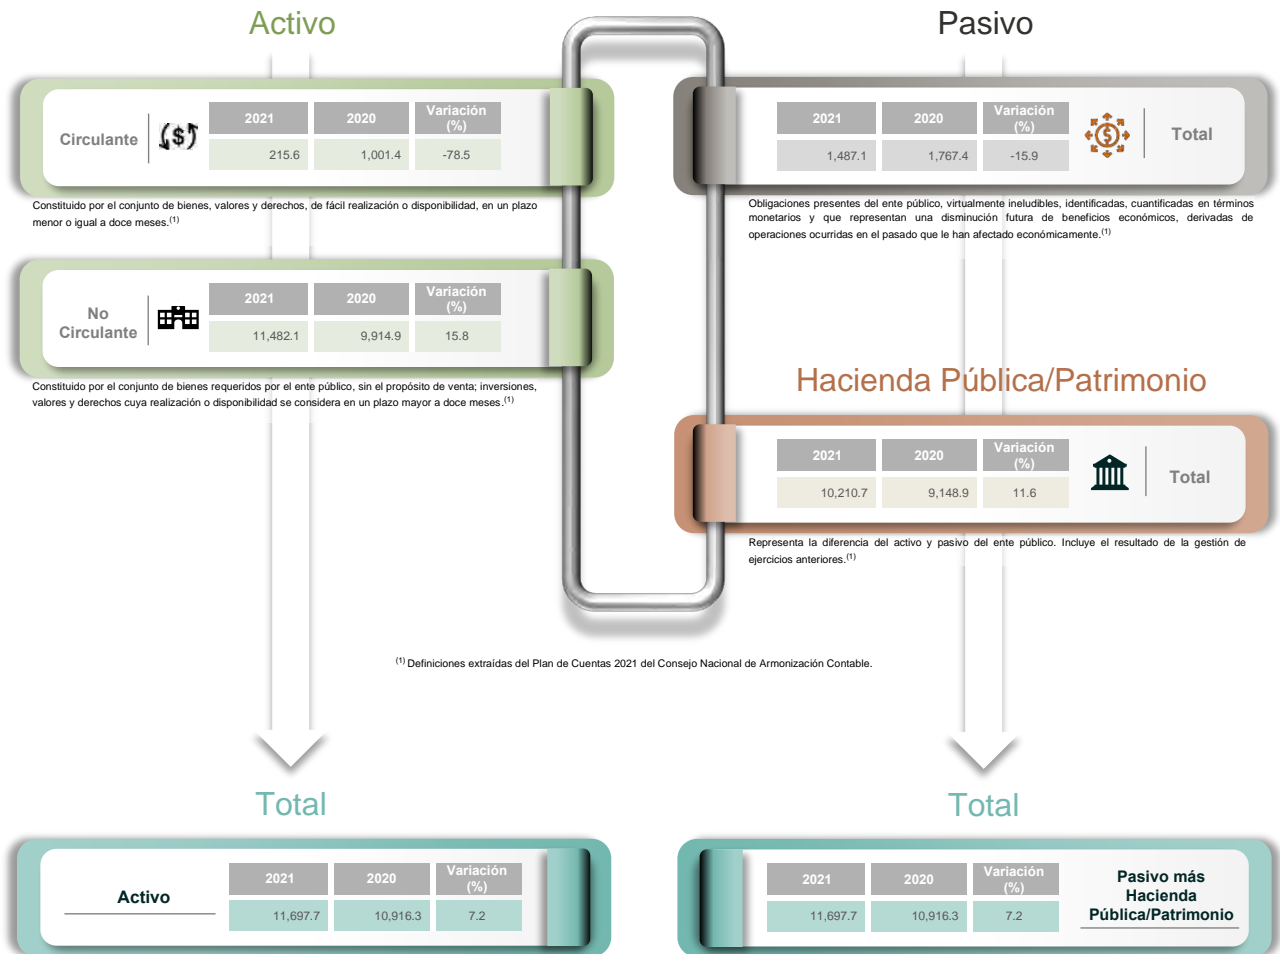 Activo
Circulante
2021 2020 Variación (%)
215.6 1,001.4 -78.5
Constituido por el conjunto de bienes, valores y derechos, de fácil realización o disponibilidad, en un plazo
menor o igual a doce meses.(1)
No
Circulante
2021 2020 Variación (%)
11,482.1 9,914.9 15.8
Constituido por el conjunto de bienes requeridos por el ente público, sin el propósito de venta; inversiones,
valores y derechos cuya realización o disponibilidad se considera en un plazo mayor a doce meses.(1)
Pasivo
2021 2020 Variación (%)
1,487.1 1,767.4 -15.9
Total
Obligaciones presentes del ente público, virtualmente ineludibles, identificadas, cuantificadas en términos
monetarios y que representan una disminución futura de beneficios económicos, derivadas de
operaciones ocurridas en el pasado que le han afectado económicamente.(1)
Hacienda Pública/Patrimonio
2021 2020 Variación (%)
10,210.7 9,148.9 11.6
Total
Representa la diferencia del activo y pasivo del ente público. Incluye el resultado de la gestión de
ejercicios anteriores.(1)
(1) Definiciones extraídas del Plan de Cuentas 2021 del Consejo Nacional de Armonización Contable.
Total
Activo
2021 2020 Variación (%)
11,697.7 10,916.3 7.2
Total
2021 2020 Variación (%)
11,697.7 10,916.3 7.2
Pasivo más
Hacienda
Pública/Patrimonio